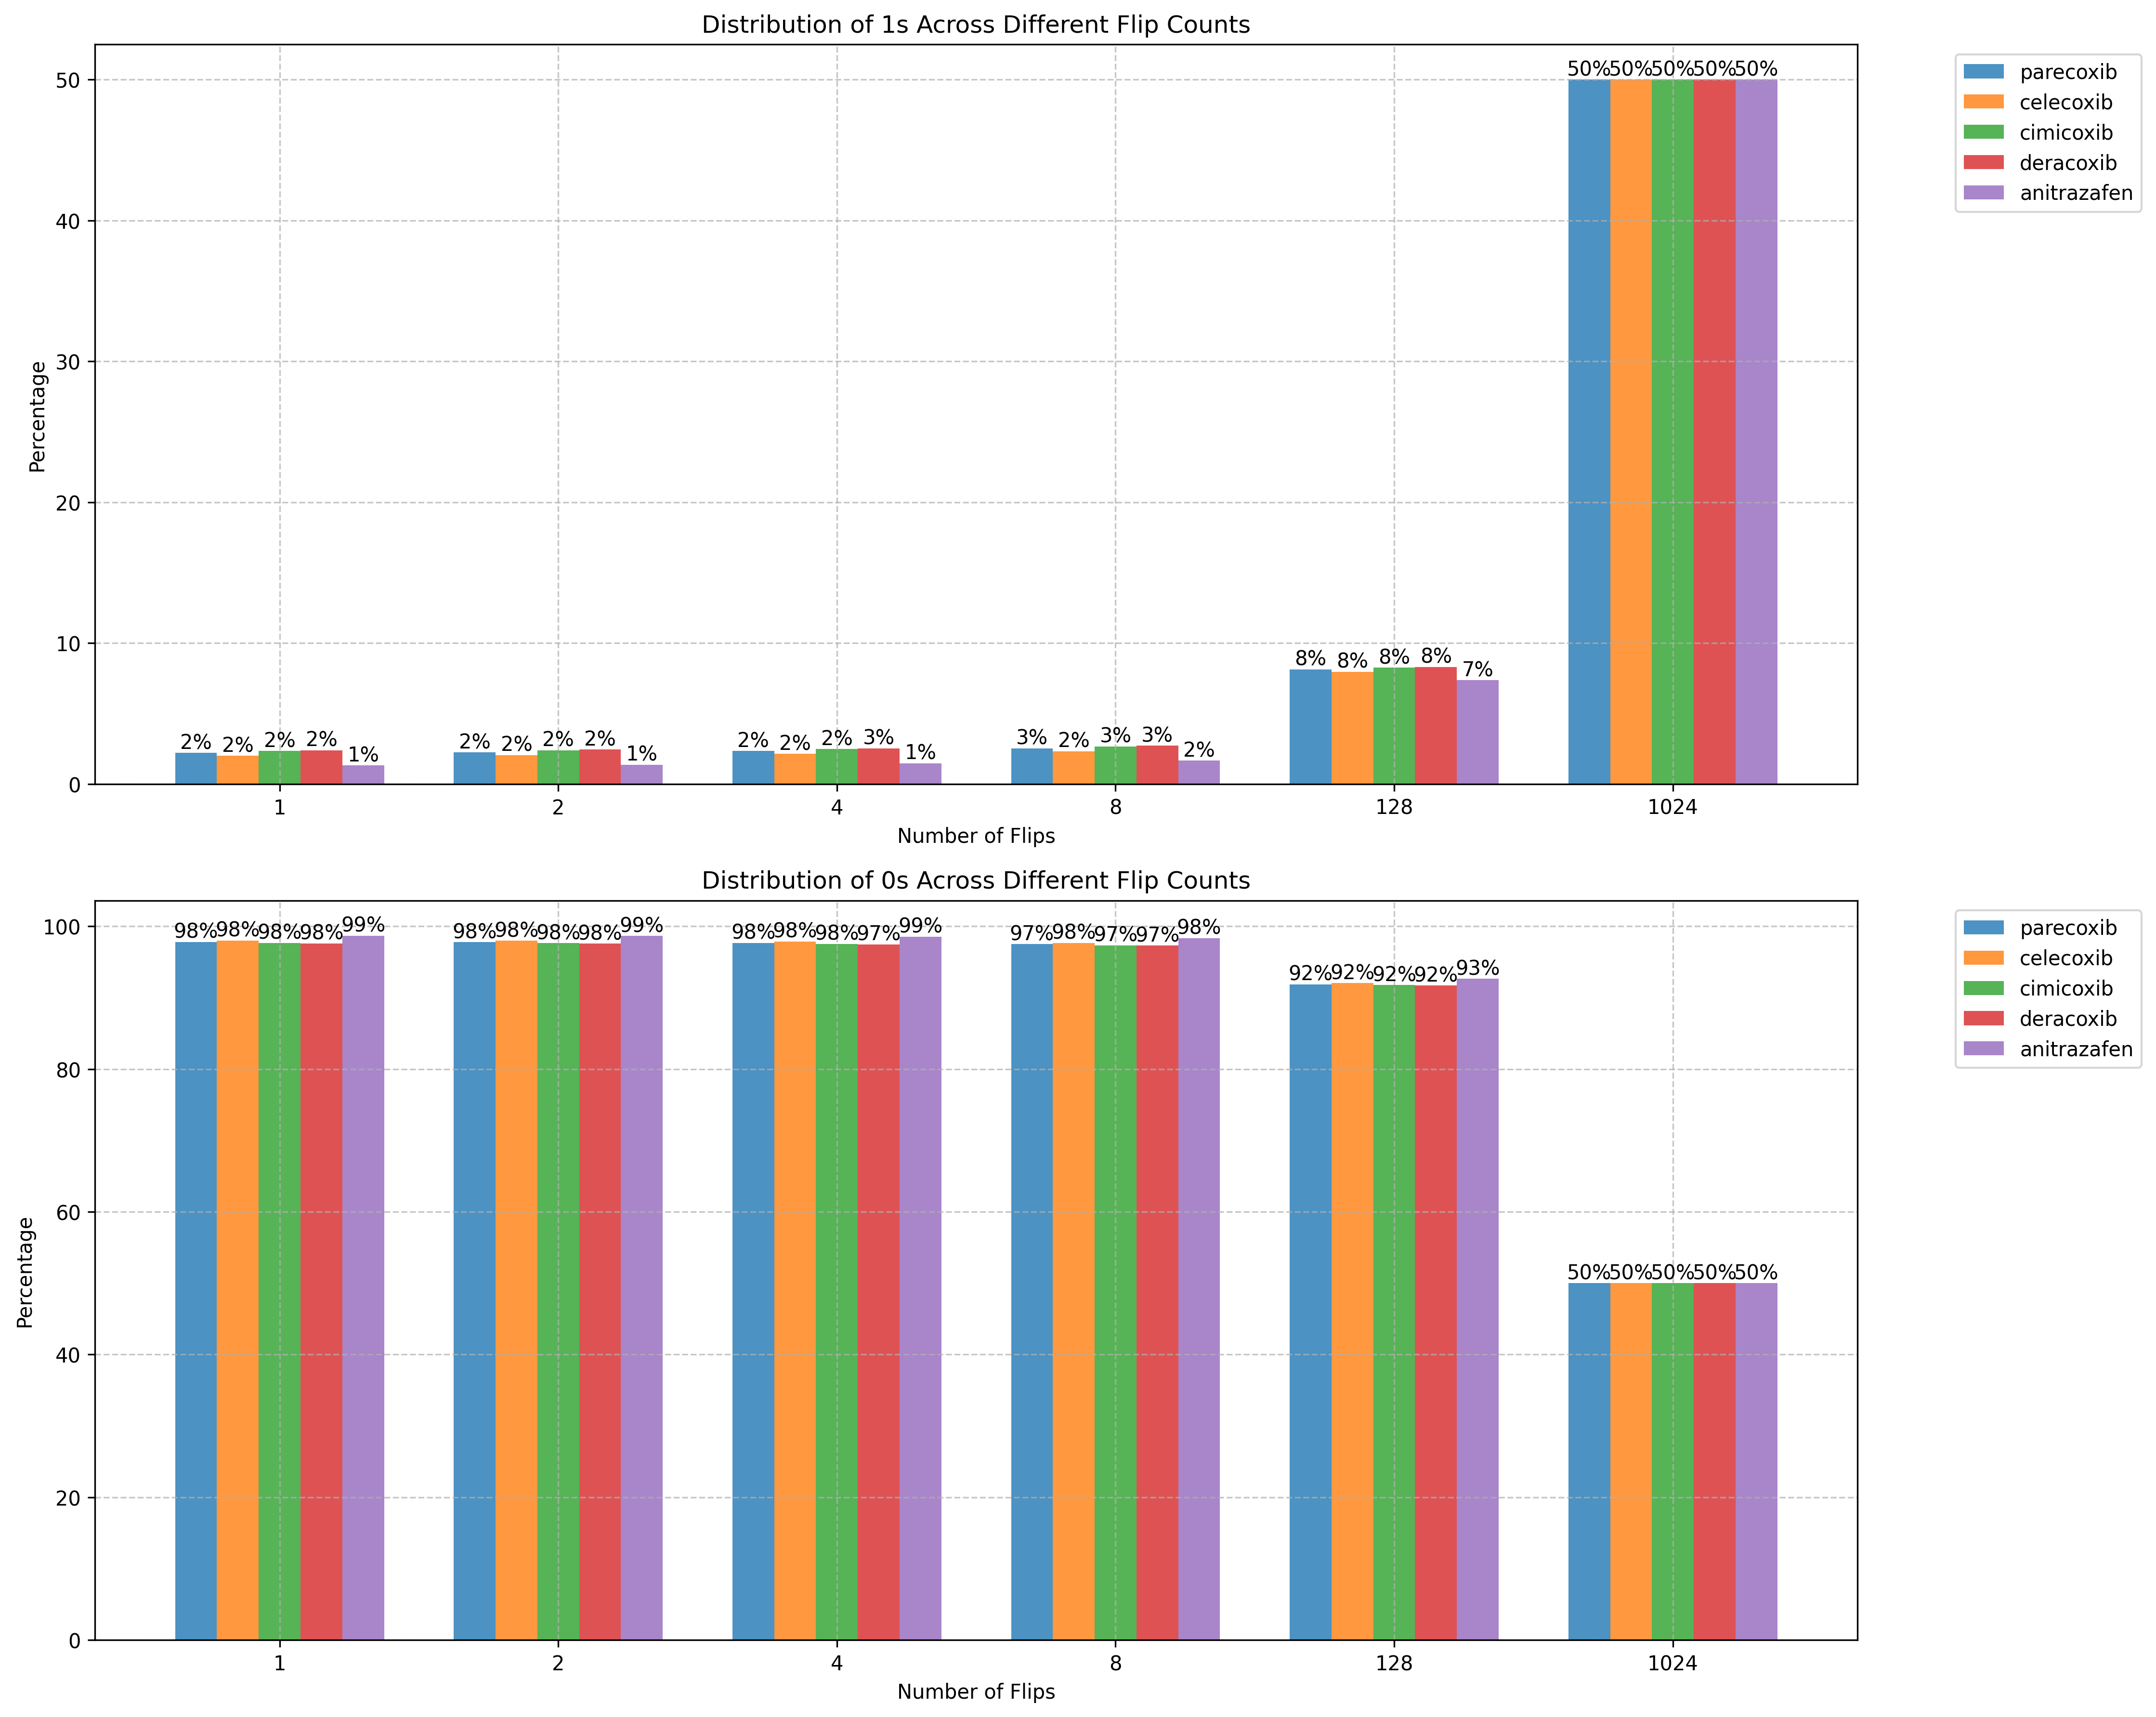 Distribution of 1s Across Different Flip Counts
50
40
30
20
10
0
Percentage
2% 2% 2% 2% 1%
2% 2% 2% 2% 1%
2% 2% 2% 3% 1%
3% 2% 3% 3% 2%
8% 8% 8% 8% 7%
50% 50% 50% 50% 50%
1 2 4 8 128 1024
Number of Flips
parecoxib
celecoxib
cimicoxib
deracoxib
anitrazafen
Distribution of 0s Across Different Flip Counts
100
80
60
40
20
0
Percentage
98% 98% 98% 98% 99%
98% 98% 98% 98% 99%
98% 98% 98% 97% 99%
97% 98% 97% 97% 98%
92% 92% 92% 92% 93%
50% 50% 50% 50% 50%
1 2 4 8 128 1024
Number of Flips
parecoxib
celecoxib
cimicoxib
deracoxib
anitrazafen